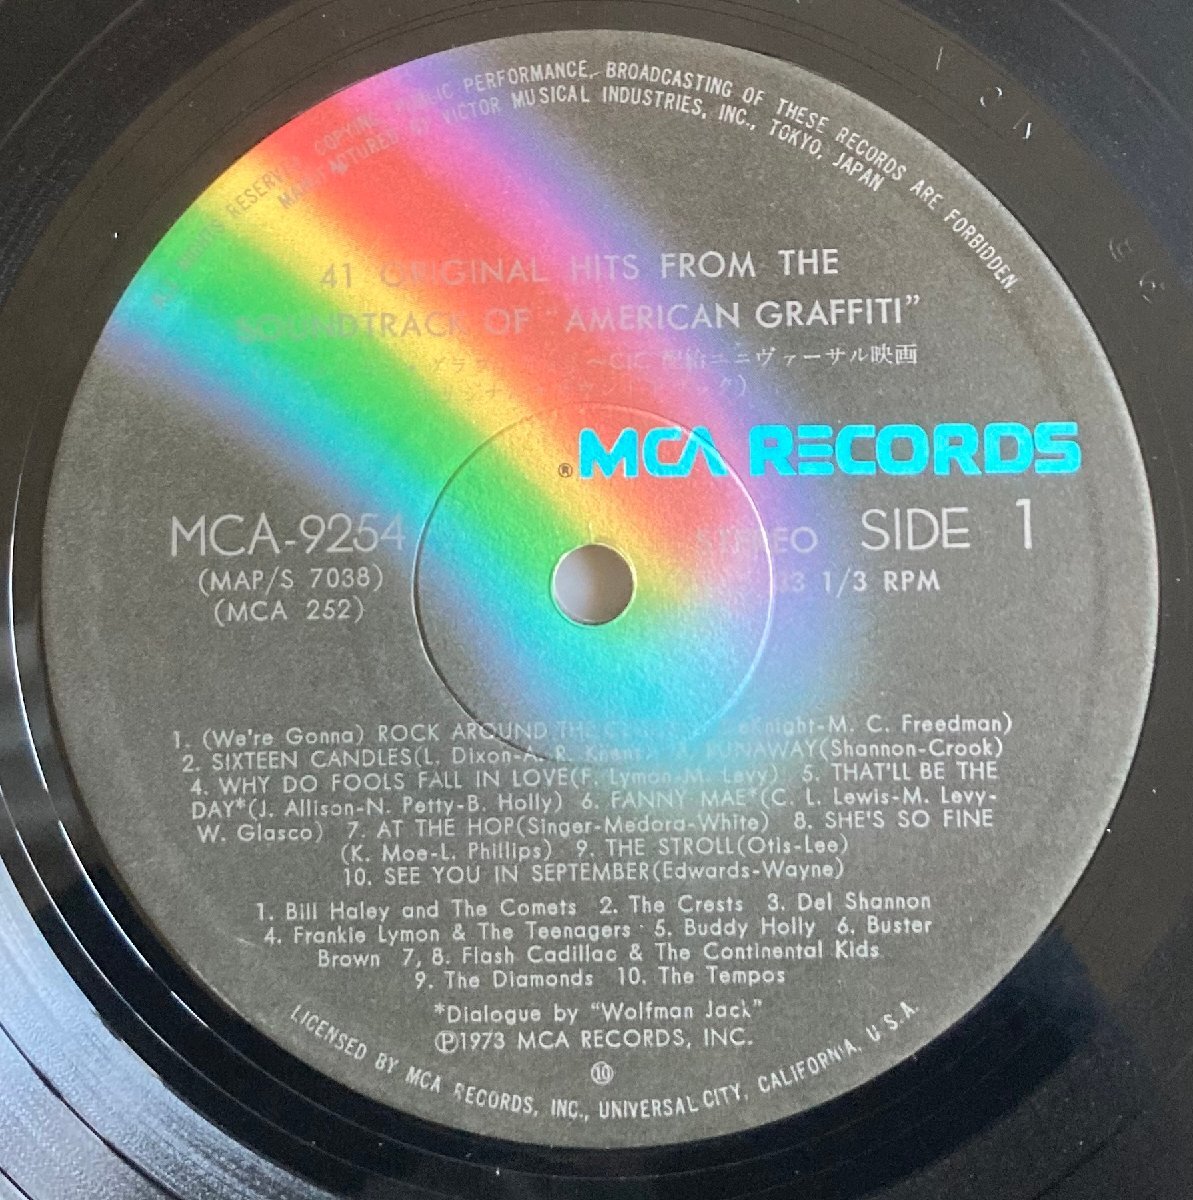 RESERVED COPYING, PUBLIC PERFORMANCE, BROADCASTING OF THESE RECORDS ARE FORBIDDEN.
MANUFACTURED BY VICTOR MUSICAL INDUSTRIES, INC., TOKYO, JAPAN
41 ORIGINAL HITS FROM THE
SOUNDTRACK OF “AMERICAN GRAFFITI”
〜CIC 配給ユニヴァーサル映画
® MCA RECORDS
MCA-9254
(MAP/S 7038)
(MCA 252)
STEREO SIDE 1
33 1/3 RPM
1. (We're Gonna) ROCK AROUND THE Knight-M. C. Freedman)
2. SIXTEEN CANDLES(L. Dixon-A. R. 3. RUNAWAY(Shannon-Crook)
4. WHY DO FOOLS FALL IN LOVE(F. Lymon-M. Levy) 5. THAT'LL BE THE
DAY*(J. Allison-N. Petty-B. Holly) 6. FANNY MAE*(C. L. Lewis-M. Levy-
W. Glasco) 7. AT THE HOP(Singer-Medora-White) 8. SHE'S SO FINE
(K. Moe-L. Phillips) 9. THE STROLL(Otis-Lee)
10. SEE YOU IN SEPTEMBER(Edwards-Wayne)
1. Bill Haley and The Comets 2. The Crests 3. Del Shannon
4. Frankie Lymon & The Teenagers 5. Buddy Holly 6. Buster
Brown 7, 8. Flash Cadillac & The Continental Kids
9. The Diamonds 10. The Tempos
*Dialogue by “Wolfman Jack”
Ⓟ1973 MCA RECORDS, INC.
⑩
LICENSED BY MCA RECORDS, INC., UNIVERSAL CITY, CALIFORNIA, U.S.A.